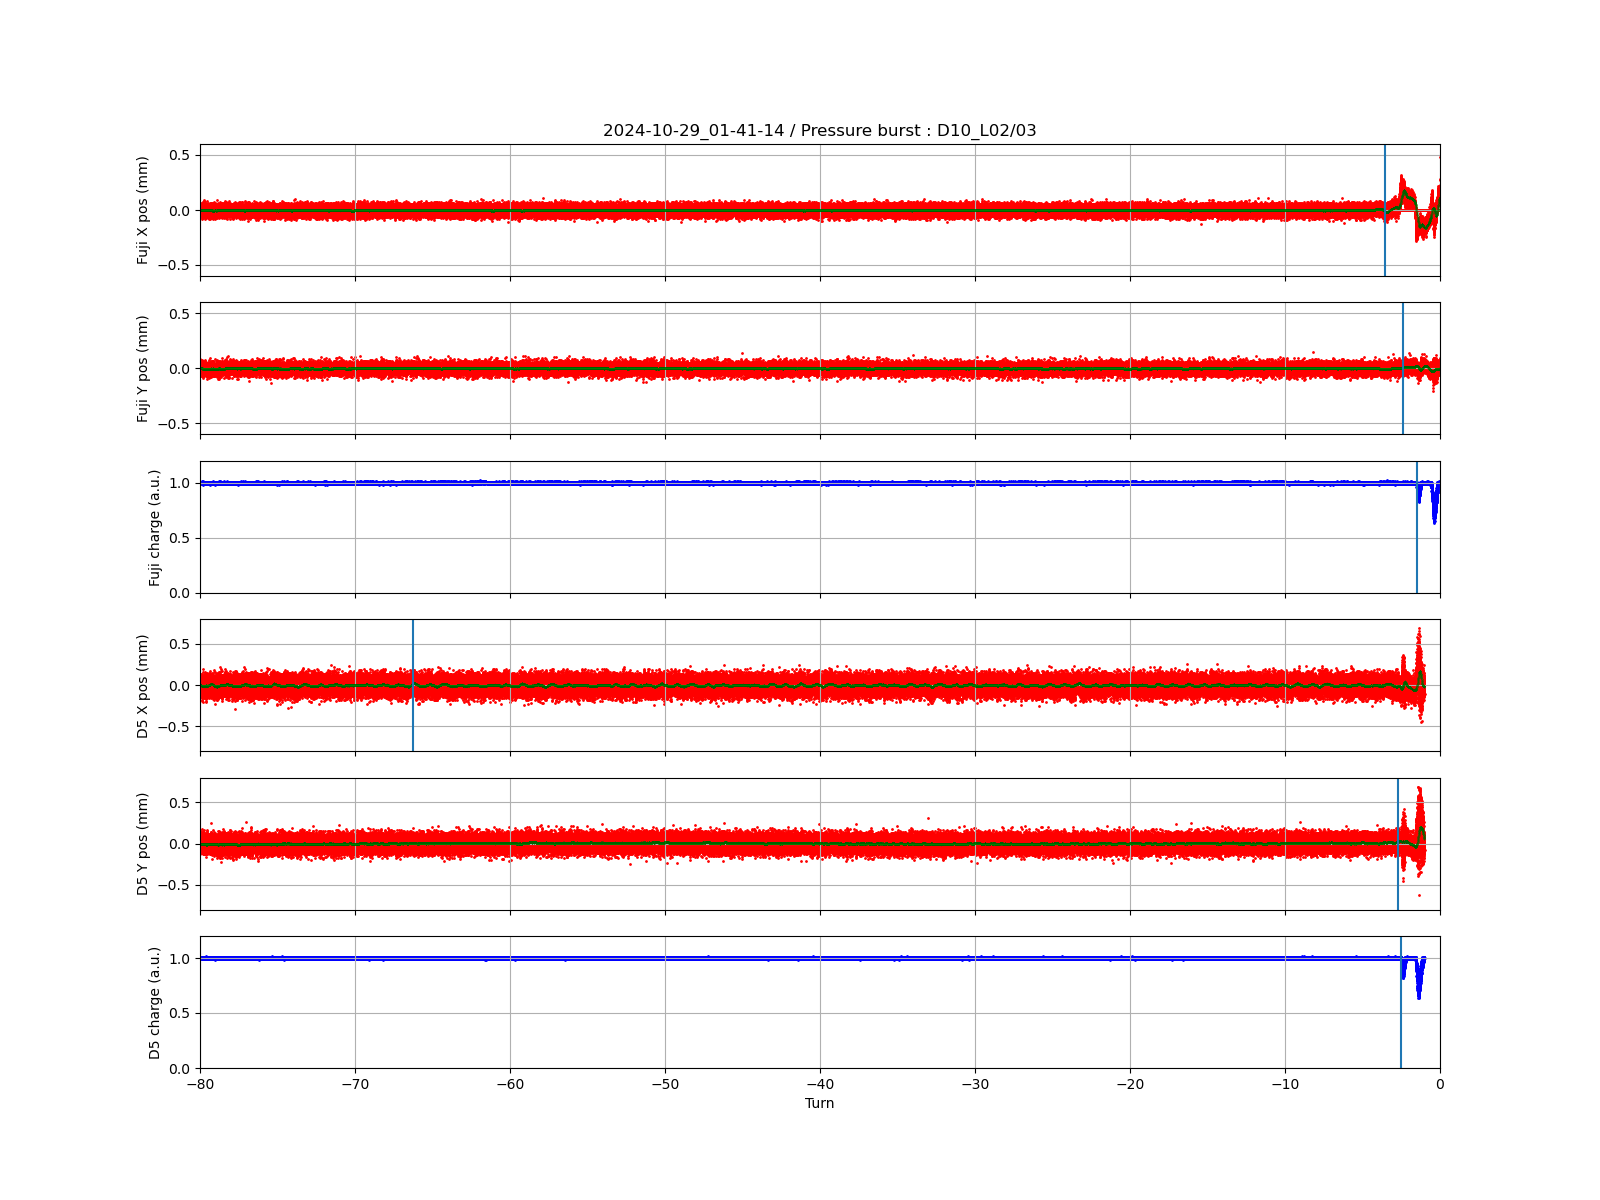 2024-10-29_01-41-14 / Pressure burst : D10_L02/03
Fuji X pos (mm)
0.5
0.0
−0.5
Fuji Y pos (mm)
0.5
0.0
−0.5
Fuji charge (a.u.)
1.0
0.5
0.0
D5 X pos (mm)
0.5
0.0
−0.5
D5 Y pos (mm)
0.5
0.0
−0.5
D5 charge (a.u.)
1.0
0.5
0.0
−80 −70 −60 −50 −40 −30 −20 −10 0
Turn